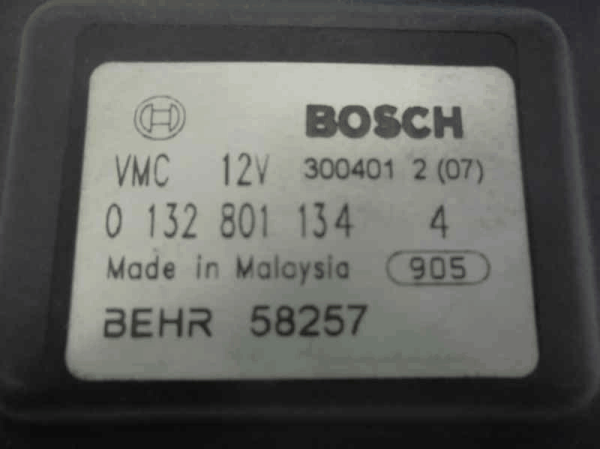 BOSCH
VMC 12V 300401 2 (07)
0 132 801 134 4
Made in Malaysia 905
BEHR 58257